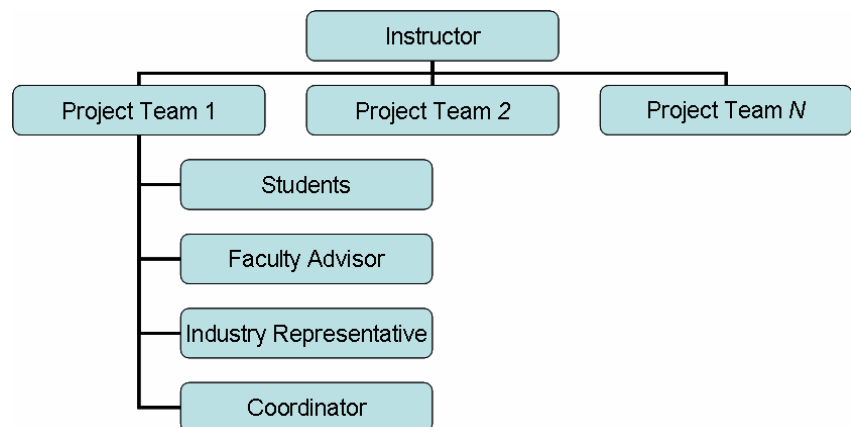 Instructor
Project Team 1
Project Team 2
Project Team N
Students
Faculty Advisor
Industry Representative
Coordinator